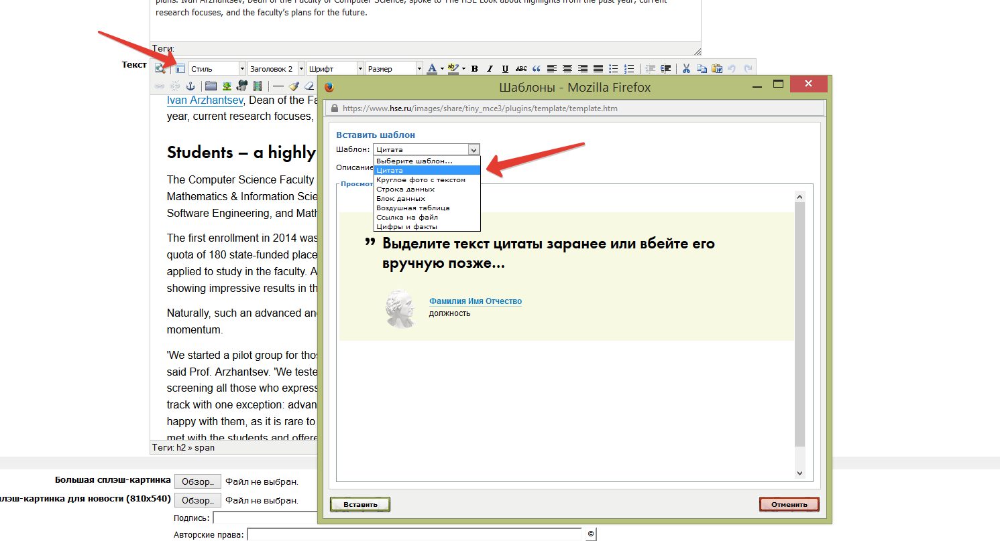 plans. Ivan Arzhantsev, Dean of the Faculty of Computer Science, spoke to The HSE Look about highlights from the past year, current
research focuses, and the faculty’s plans for the future.
Теги:
Текст
Стиль Заголовок 2 Шрифт Размер A ab B I U ABC
Ivan Arzhantsev, Dean of the Fa
year, current research focuses,
Students – a highly
The Computer Science Faculty
Mathematics & Information Scie
Software Engineering, and Math
The first enrollment in 2014 was
quota of 180 state-funded place
applied to study in the faculty. A
showing impressive results in th
Naturally, such an advanced and
momentum.
'We started a pilot group for thos
said Prof. Arzhantsev. 'We teste
screening all those who express
track with one exception: advan
happy with them, as it is rare to
met with the students and offere
Теги: h2 » span
Шаблоны - Mozilla Firefox
https://www.hse.ru/images/share/tiny_mce3/plugins/template/template.htm
Вставить шаблон
Шаблон: Цитата
Выберите шаблон...
Описание
Цитата
Круглое фото с текстом
Просмот
Строка данных
Блок данных
Воздушная таблица
Ссылка на файл
Цифры и факты
” Выделите текст цитаты заранее или вбейте его
вручную позже...
Фамилия Имя Отчество
должность
Вставить
Отменить
Большая сплэш-картинка Обзор... Файл не выбран.
лэш-картинка для новости (810x540) Обзор... Файл не выбран.
Подпись:
Авторские права: ©